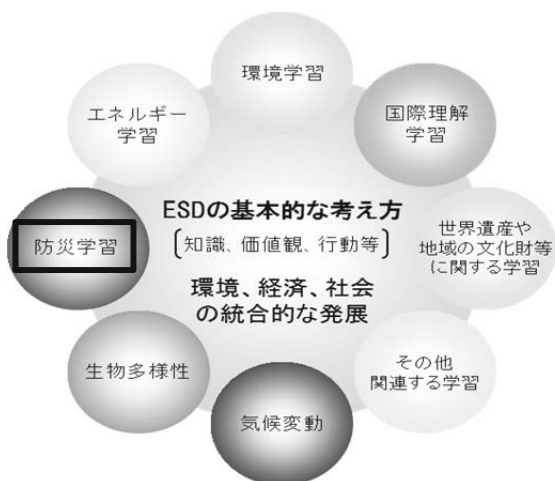 環境学習
エネルギー
学習
国際理解
学習
ESDの基本的な考え方
[知識、価値観、行動等]
環境、経済、社会
の統合的な発展
防災学習
世界遺産や
地域の文化財等
に関する学習
生物多様性
その他
関連する学習
気候変動